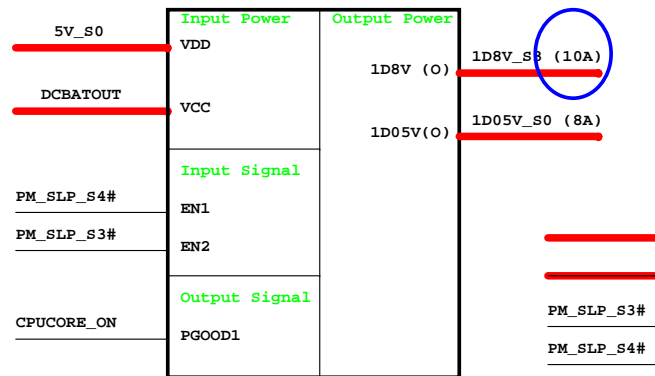 Input Power
Output Power
5V_S0
VDD
1D8V (O)
1D8V_S3 (10A)
DCBATOUT
VCC
1D05V(O)
1D05V_S0 (8A)
Input Signal
PM_SLP_S4#
EN1
PM_SLP_S3#
EN2
Output Signal
CPUCORE_ON
PGOOD1
PM_SLP_S3#
PM_SLP_S4#